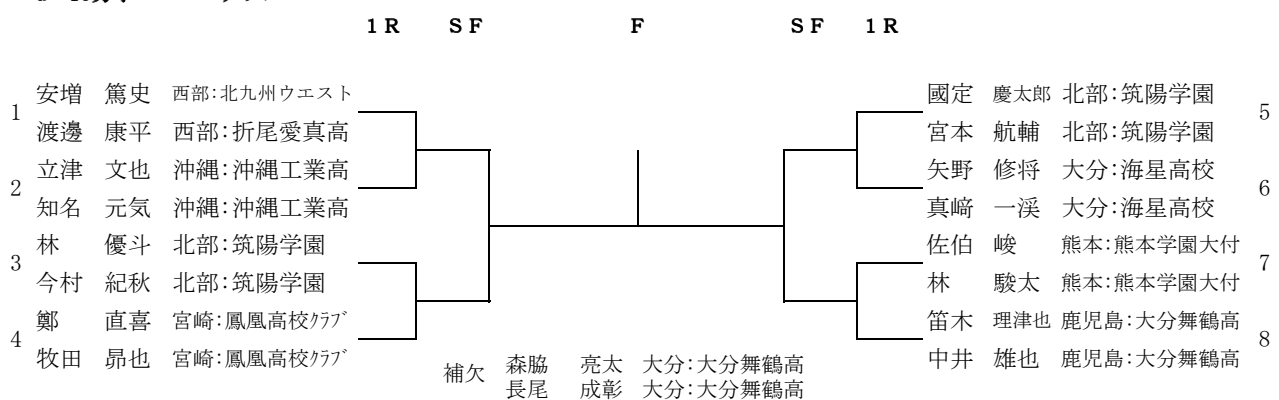 1R SF F SF 1R
1
安増 篤史 西部:北九州ウエスト
渡邊 康平 西部:折尾愛真高
2
立津 文也 沖縄:沖縄工業高
知名 元気 沖縄:沖縄工業高
3
林 優斗 北部:筑陽学園
今村 紀秋 北部:筑陽学園
4
鄭 直喜 宮崎:鳳凰高校ｸﾗﾌﾞ
牧田 昴也 宮崎:鳳凰高校ｸﾗﾌﾞ
國定 慶太郎 北部:筑陽学園
宮本 航輔 北部:筑陽学園
5
矢野 修将 大分:海星高校
真﨑 一渓 大分:海星高校
6
佐伯 峻 熊本:熊本学園大付
林 駿太 熊本:熊本学園大付
7
笛木 理津也 鹿児島:大分舞鶴高
中井 雄也 鹿児島:大分舞鶴高
8
補欠
森脇 亮太 大分:大分舞鶴高
長尾 成彰 大分:大分舞鶴高